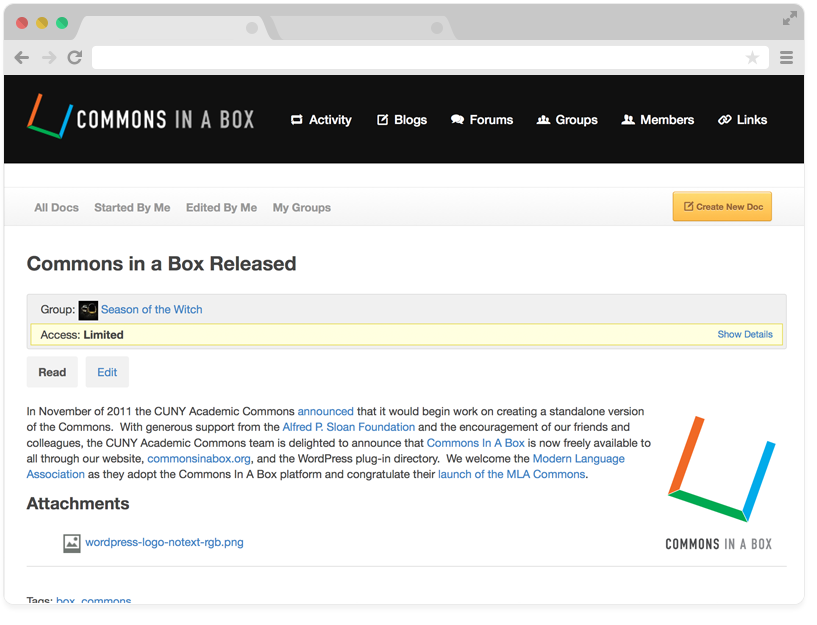 COMMONS IN A BOX
Activity Blogs Forums Groups Members Links
All Docs Started By Me Edited By Me My Groups
Create New Doc
Commons in a Box Released
Group: Season of the Witch
Access: Limited
Show Details
Read Edit
In November of 2011 the CUNY Academic Commons announced that it would begin work on creating a standalone version
of the Commons. With generous support from the Alfred P. Sloan Foundation and the encouragement of our friends and
colleagues, the CUNY Academic Commons team is delighted to announce that Commons In A Box is now freely available to
all through our website, commonsinabox.org, and the WordPress plug-in directory. We welcome the Modern Language
Association as they adopt the Commons In A Box platform and congratulate their launch of the MLA Commons.
COMMONS IN A BOX
Attachments
wordpress-logo-notext-rgb.png
Tags: box, commons